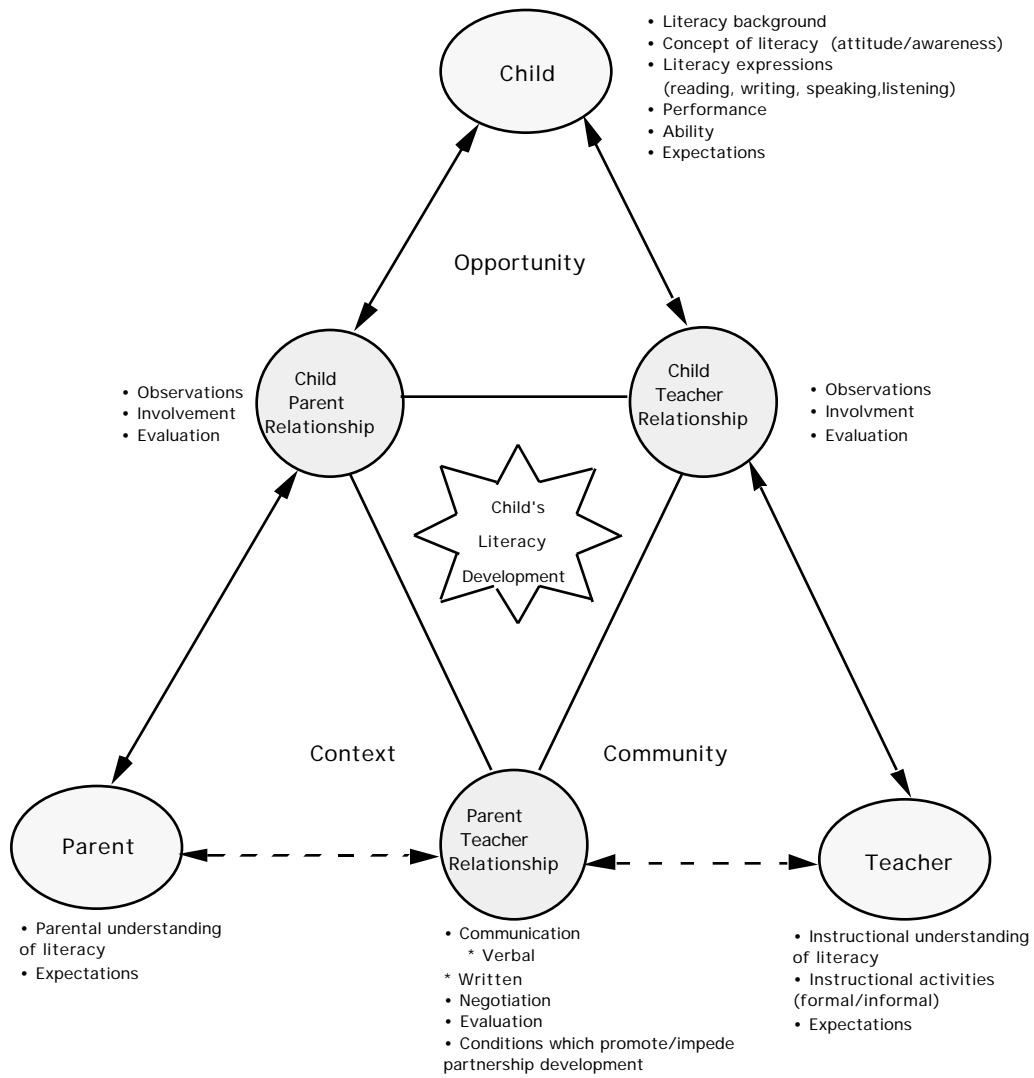 Child
• Literacy background
• Concept of literacy (attitude/awareness)
• Literacy expressions
(reading, writing, speaking,listening)
• Performance
• Ability
• Expectations
Opportunity
• Observations
• Involvement
• Evaluation
Child
Parent
Relationship
Child
Teacher
Relationship
• Observations
• Involvment
• Evaluation
Child's
Literacy
Development
Context
Community
Parent
• Parental understanding
of literacy
• Expectations
Parent
Teacher
Relationship
• Communication
* Verbal
* Written
• Negotiation
• Evaluation
• Conditions which promote/impede
partnership development
Teacher
• Instructional understanding
of literacy
• Instructional activities
(formal/informal)
• Expectations